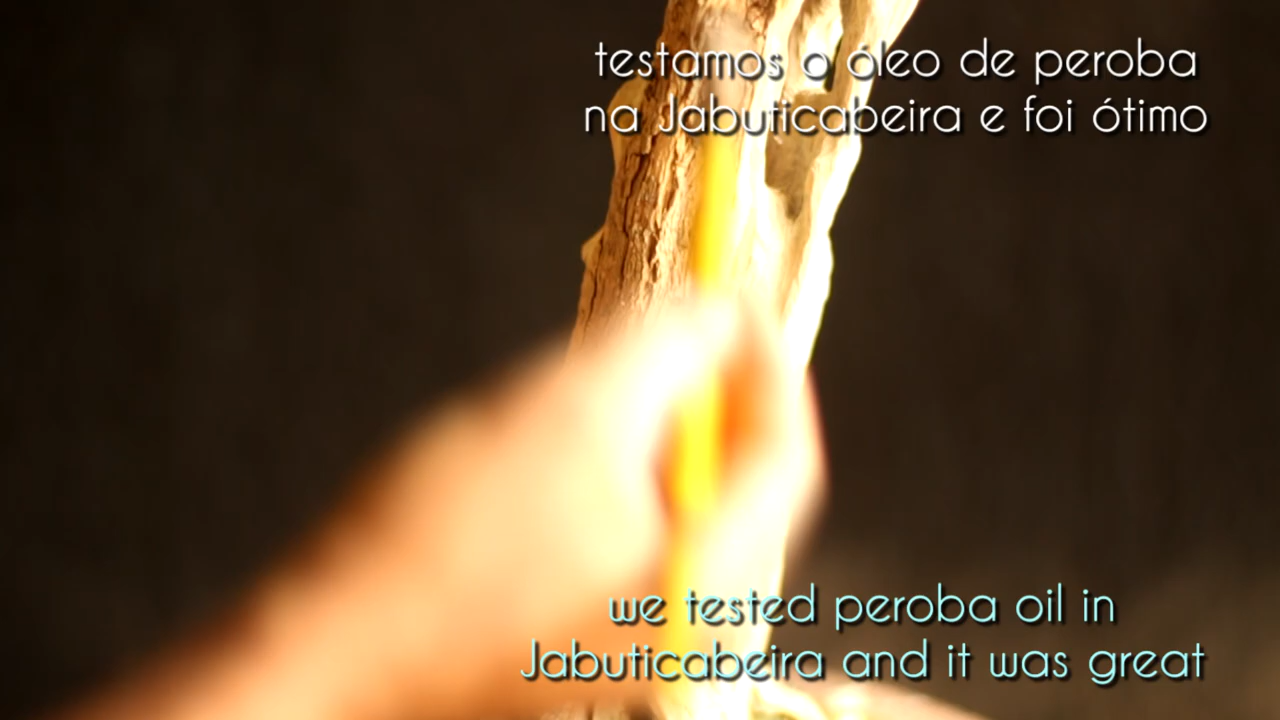 testamos o óleo de peroba
na Jabuticabeira e foi ótimo
we tested peroba oil in
Jabuticabeira and it was great